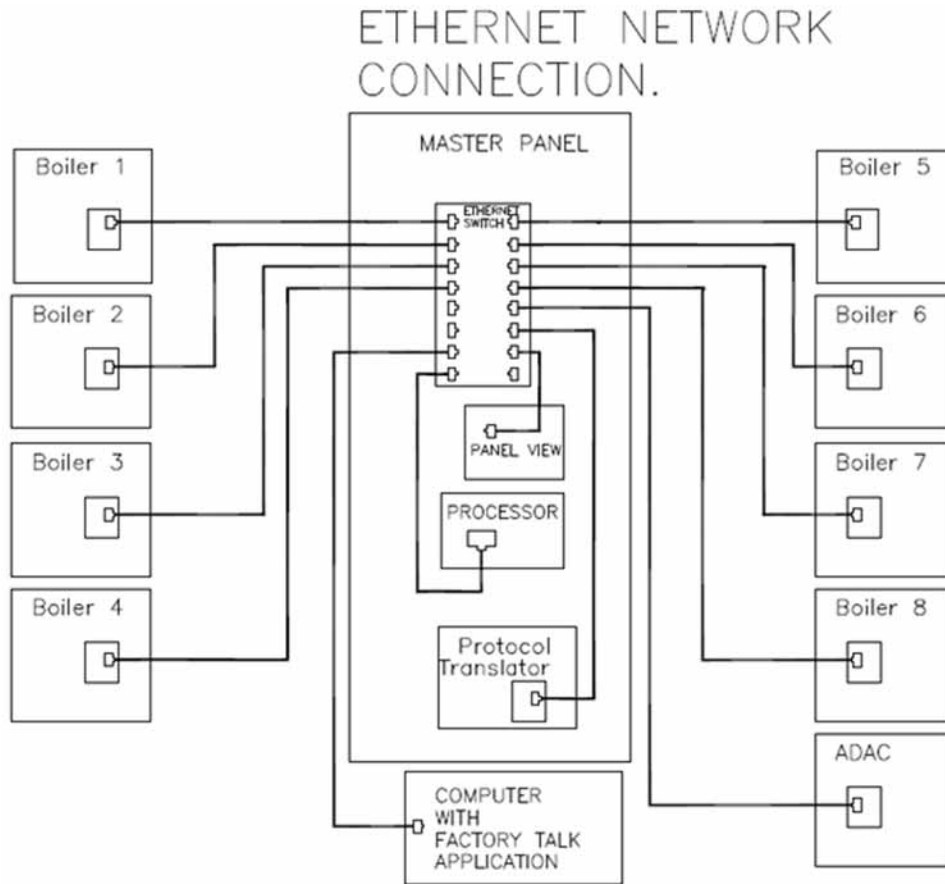 ETHERNET NETWORK
CONNECTION.
MASTER PANEL
Boiler 1
Boiler 5
ETHERNET
SWITCH
Boiler 2
Boiler 6
PANEL VIEW
Boiler 3
Boiler 7
PROCESSOR
Boiler 4
Boiler 8
Protocol
Translator
ADAC
COMPUTER
WITH
FACTORY TALK
APPLICATION